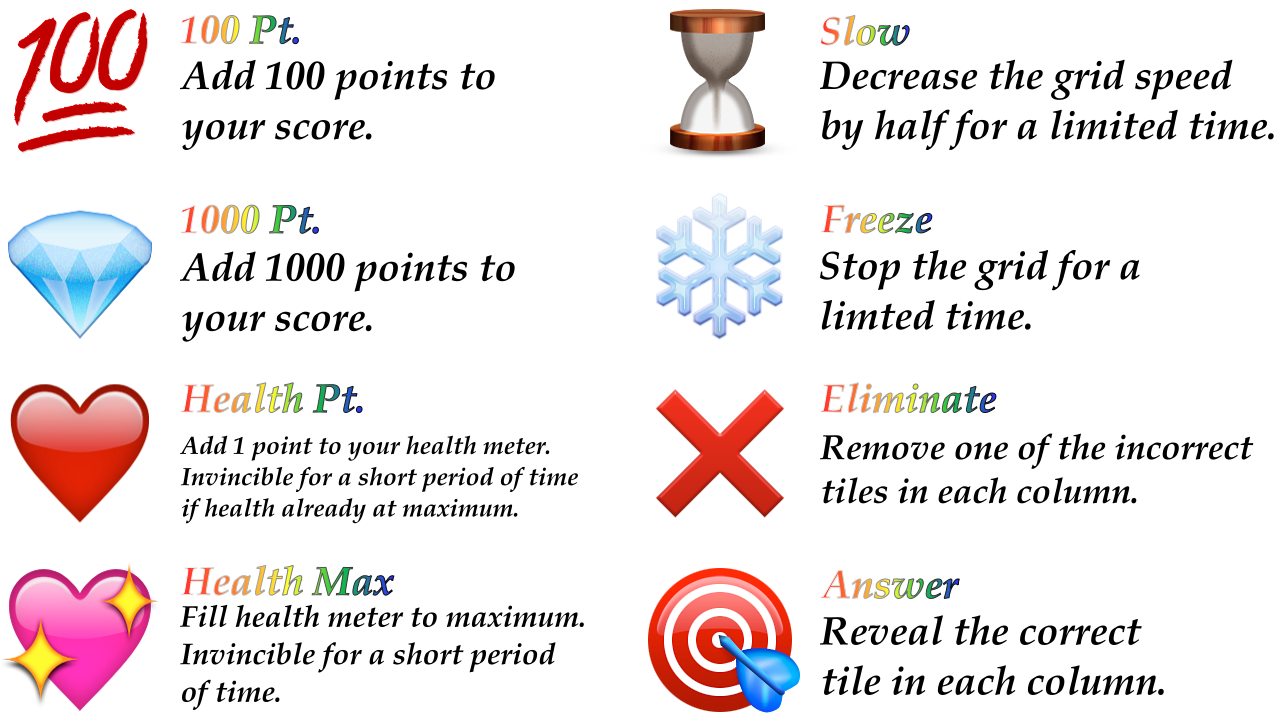 100
100 Pt.
Add 100 points to
your score.
1000 Pt.
Add 1000 points to
your score.
Health Pt.
Add 1 point to your health meter.
Invincible for a short period of time
if health already at maximum.
Health Max
Fill health meter to maximum.
Invincible for a short period
of time.
Slow
Decrease the grid speed
by half for a limited time.
Freeze
Stop the grid for a
limted time.
Eliminate
Remove one of the incorrect
tiles in each column.
Answer
Reveal the correct
tile in each column.